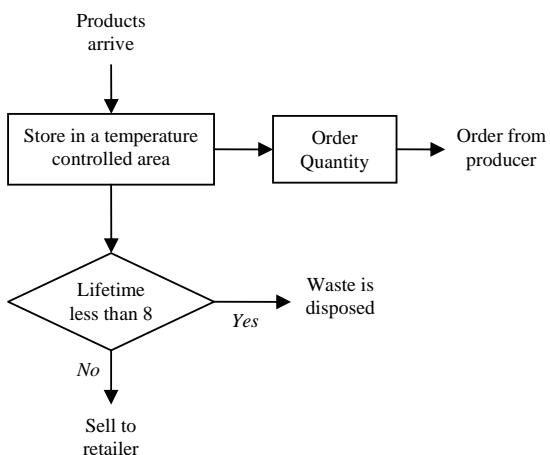 Products
arrive
Store in a temperature
controlled area
Order
Quantity
Order from
producer
Lifetime
less than 8
Yes
Waste is
disposed
No
Sell to
retailer